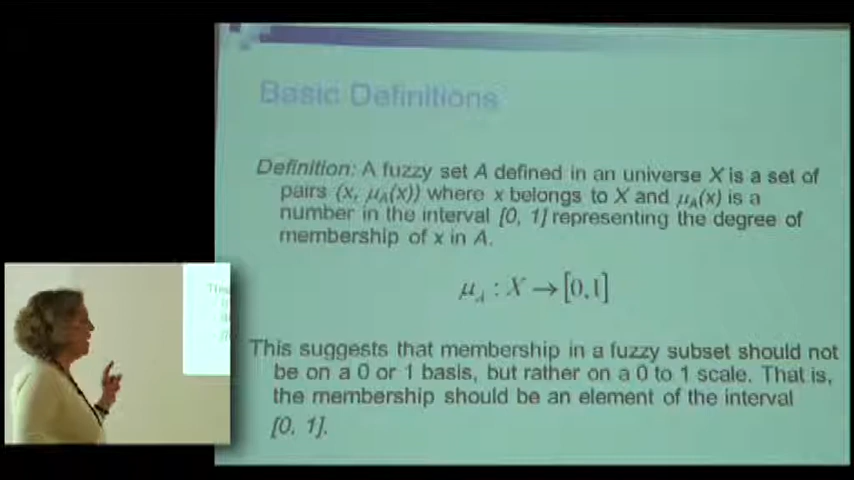 Basic Definitions
Definition: A fuzzy set A defined in an universe X is a set of
pairs (x, μA(x)) where x belongs to X and μA(x) is a
number in the interval [0, 1] representing the degree of
membership of x in A.
μA : X → [0,1]
This suggests that membership in a fuzzy subset should not
be on a 0 or 1 basis, but rather on a 0 to 1 scale. That is,
the membership should be an element of the interval
[0, 1].